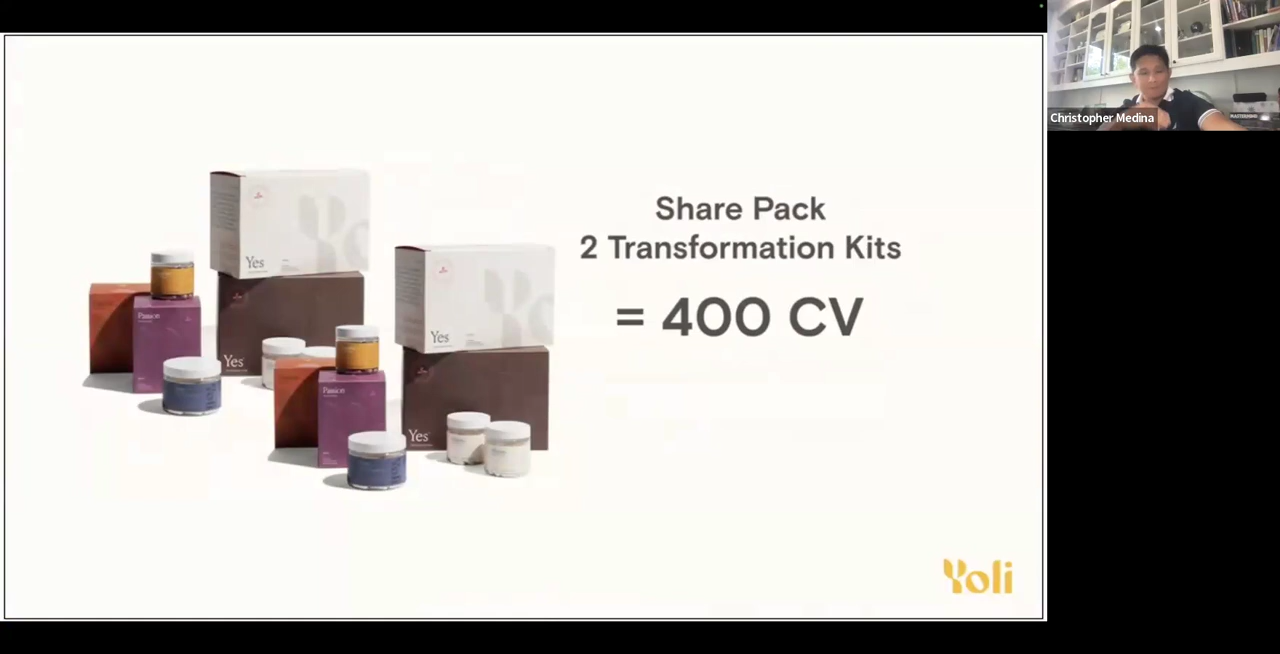 Share Pack
2 Transformation Kits
= 400 CV
Yes
Passion
Yes
Yes
Passion
Yes
Yoli
Christopher Medina